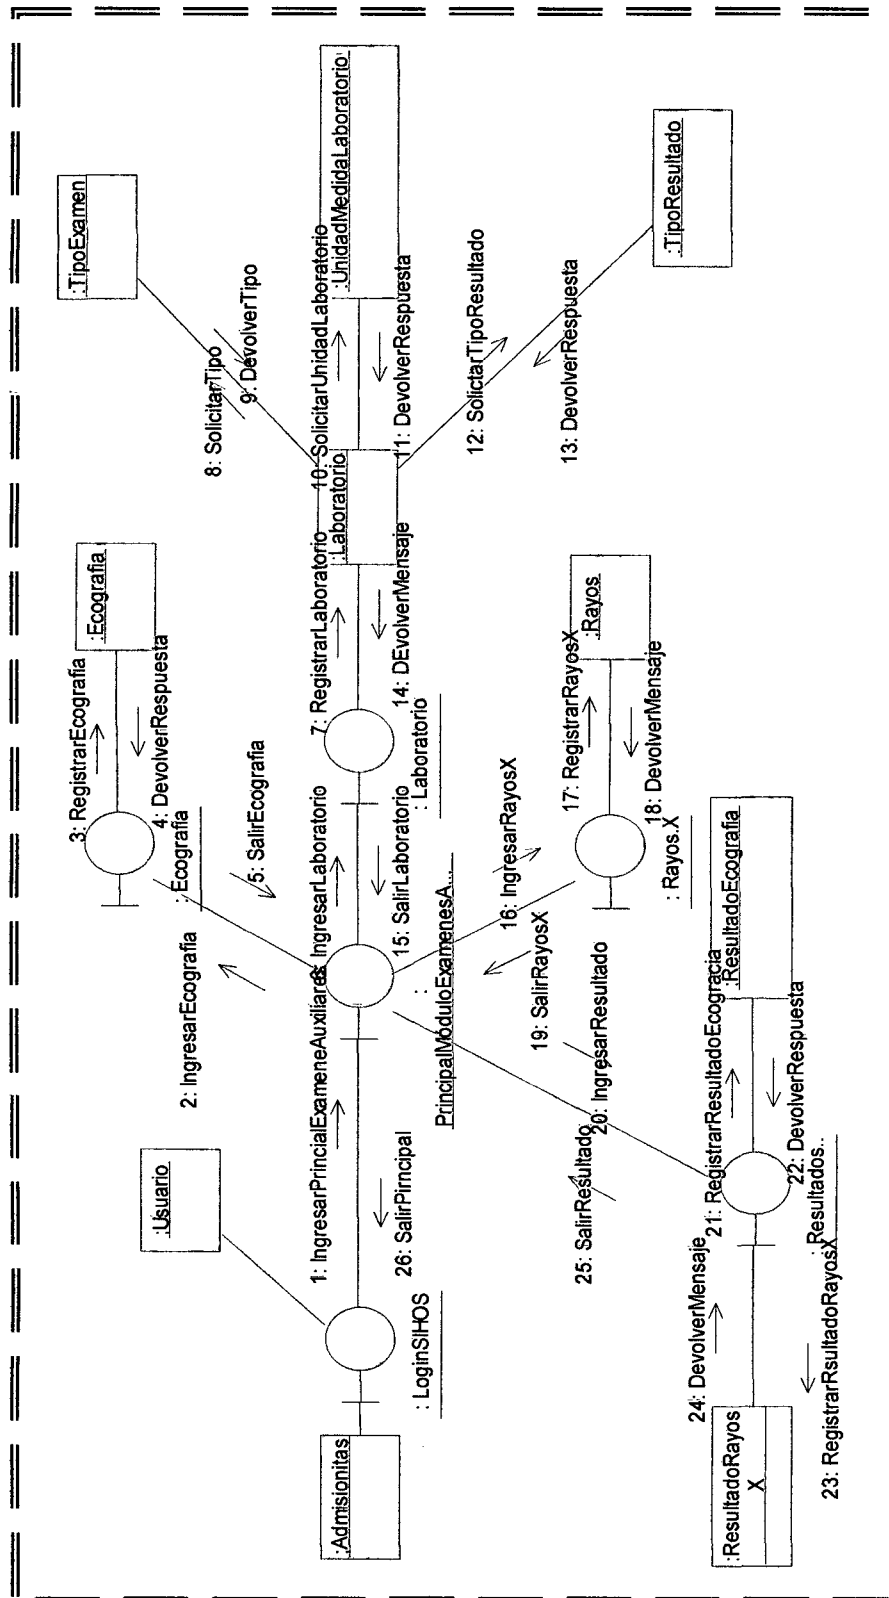 :Admisionitas
: LoginSIHOS
:Usuario
1: IngresarPrincialExameneAuxiliares
26: SalirPirncipal
:
PrincipalMóduloExamenesA...
2: IngresarEcografia
5: SalirEcografia
: Ecografia
3: RegistrarEcografia
4: DevolverRespuesta
:Ecografia
6: IngresarLaboratorio
15: SalirLaboratorio
: Laboratorio
7: RegistrarLaboratorio
14: DEvolverMensaje
:Laboratorio
8: SolicitarTipo
9: DevolverTipo
:TipoExamen
10: SolicitarUnidadLaboratorio
11: DevolverRespuesta
:UnidadMedidaLaboratorio
12: SolictarTipoResultado
13: DevolverRespuesta
:TipoResultado
16: IngresarRayosX
19: SalirRayosX
: Rayos.X
17: RegistrarRayosX
18: DevolverMensaje
:Rayos
20: IngresarResultado
25: SalirResultado
: Resultados...
21: RegistrarResultadoEcogracia
22: DevolverRespuesta
:ResultadoEcografia
24: DevolverMensaje
23: RegistrarRsultadoRayosX
:ResultadoRayos
X